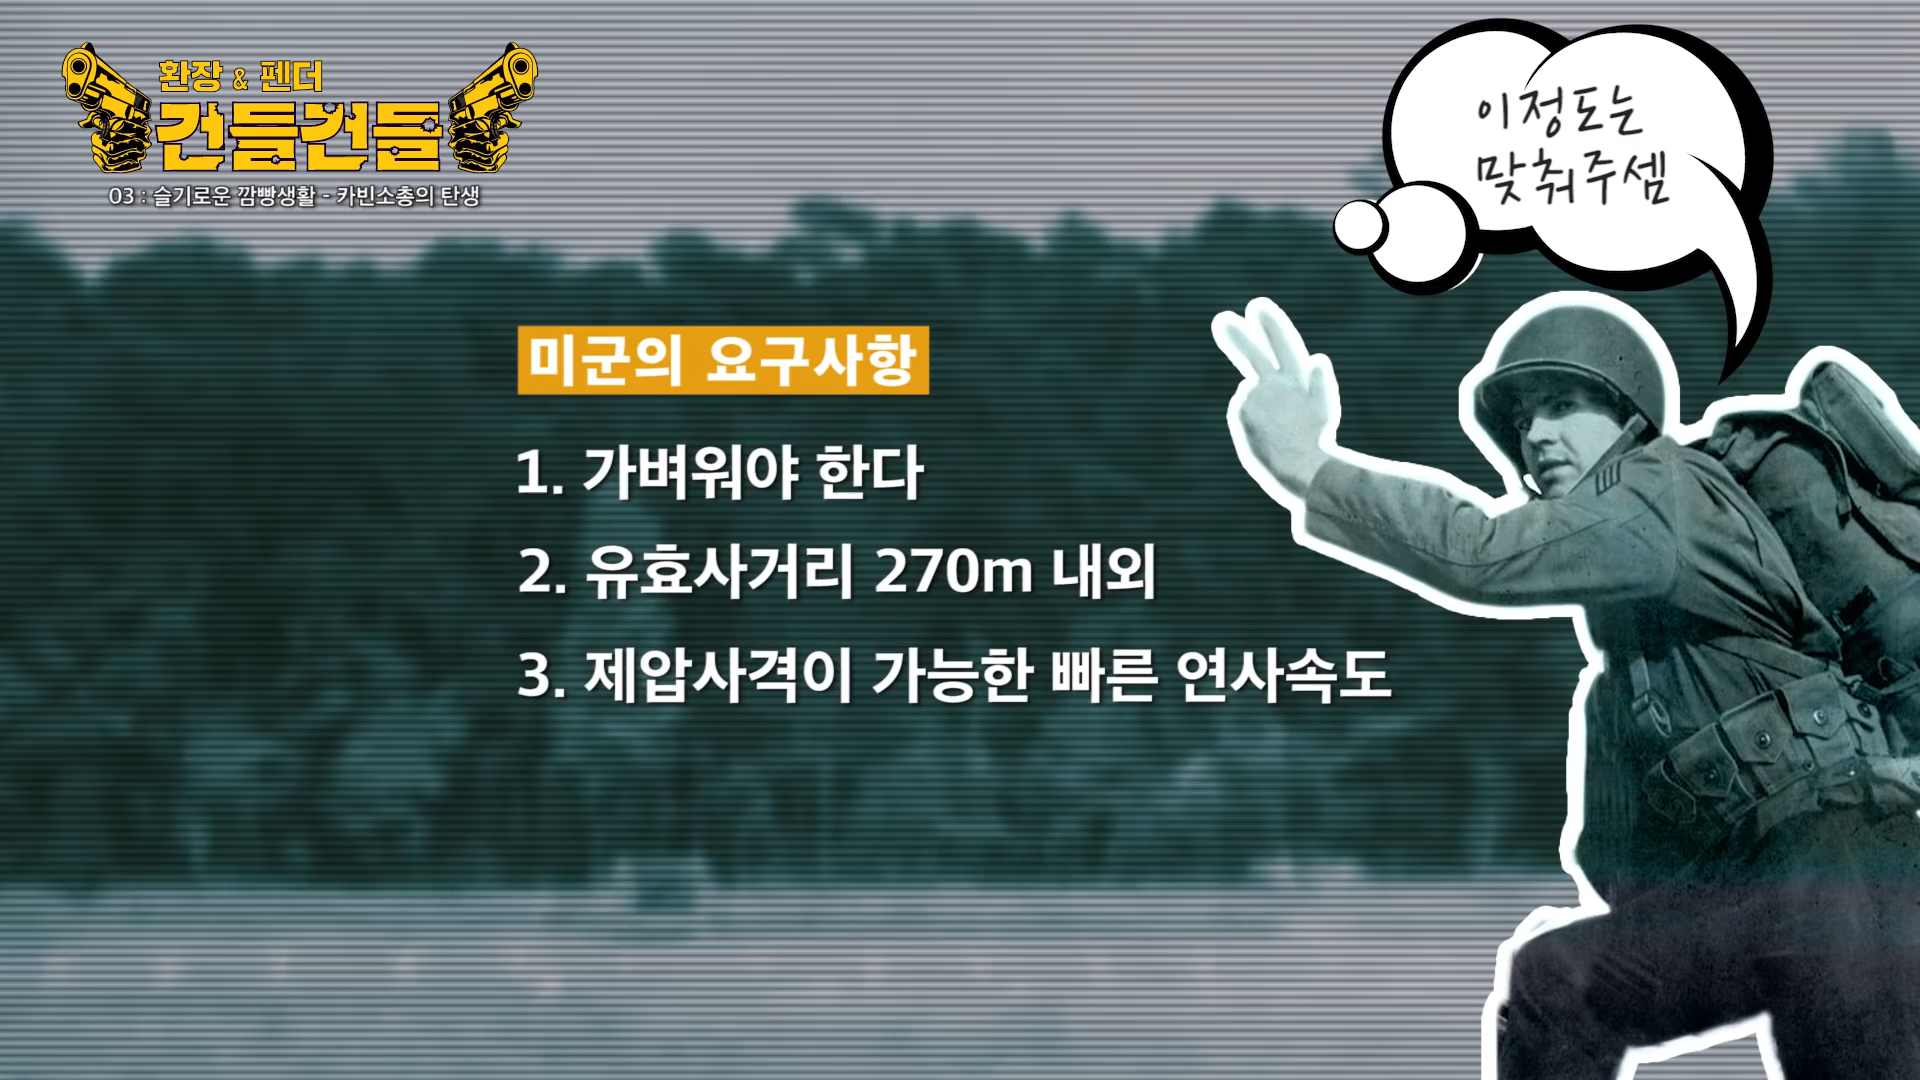 환장 & 펜더
건들건들
03 : 슬기로운 깜빵생활 - 카빈소총의 탄생
이정도는
맞춰주셈
미군의 요구사항
1. 가벼워야 한다
2. 유효사거리 270m 내외
3. 제압사격이 가능한 빠른 연사속도